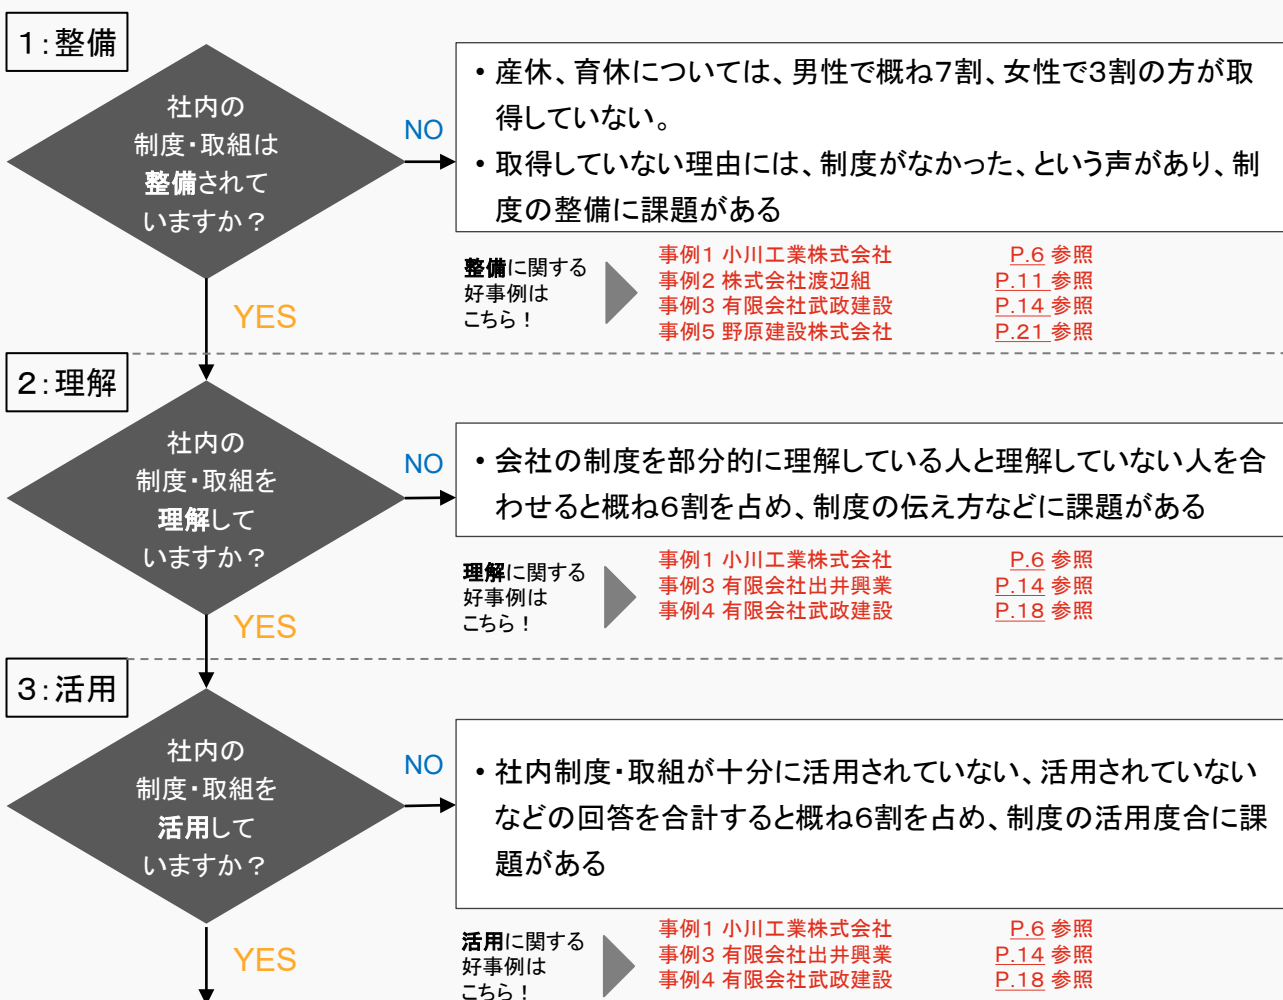 1：整備
社内の
制度・取組は
整備されて
いますか？
NO
・産休、育休については、男性で概ね7割、女性で3割の方が取
得していない。
・取得していない理由には、制度がなかった、という声があり、制
度の整備に課題がある
整備に関する
好事例は
こちら！
事例1 小川工業株式会社 P.6 参照
事例2 株式会社渡辺組 P.11 参照
事例3 有限会社武政建設 P.14 参照
事例5 野原建設株式会社 P.21 参照
YES
2：理解
社内の
制度・取組を
理解して
いますか？
NO
・会社の制度を部分的に理解している人と理解していない人を合
わせると概ね6割を占め、制度の伝え方などに課題がある
理解に関する
好事例は
こちら！
事例1 小川工業株式会社 P.6 参照
事例3 有限会社出井興業 P.14 参照
事例4 有限会社武政建設 P.18 参照
YES
3：活用
社内の
制度・取組を
活用して
いますか？
NO
・社内制度・取組が十分に活用されていない、活用されていない
などの回答を合計すると概ね6割を占め、制度の活用度合に課
題がある
活用に関する
好事例は
こちら！
事例1 小川工業株式会社 P.6 参照
事例3 有限会社出井興業 P.14 参照
事例4 有限会社武政建設 P.18 参照
YES